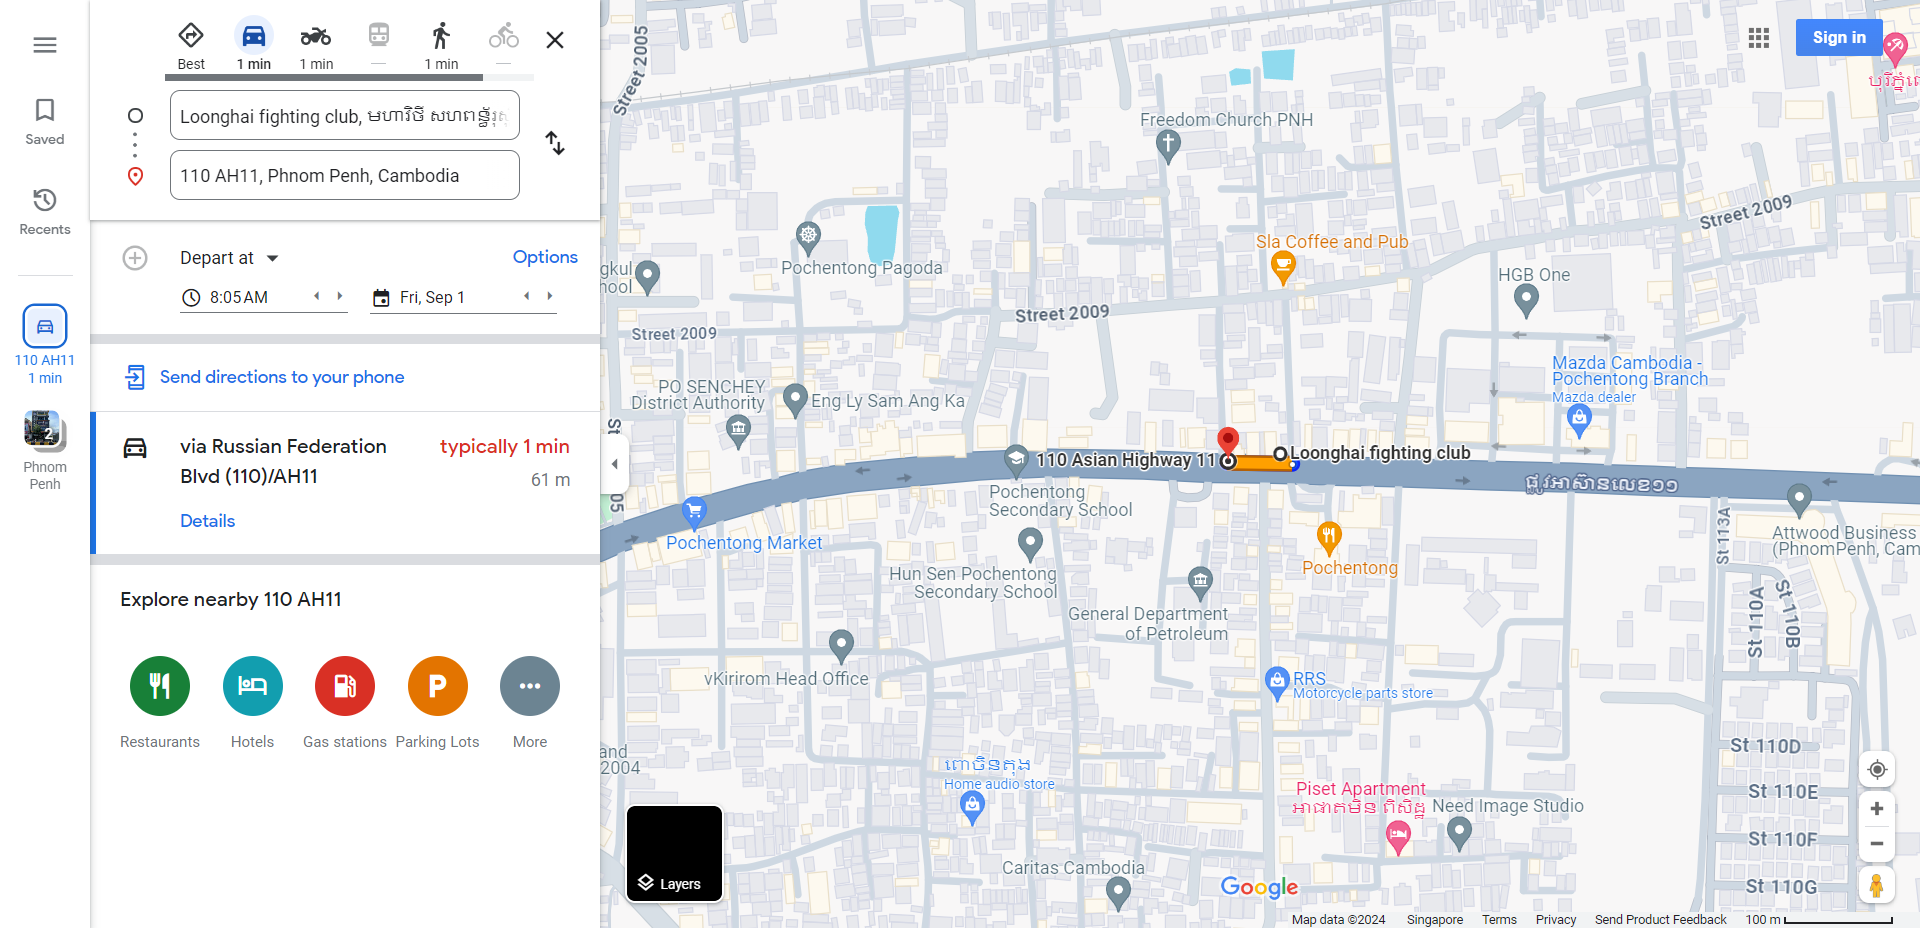 Best
1 min
1 min
1 min
Loonghai fighting club, មហាវិថី សហពន្ធ័រុស
110 AH11, Phnom Penh, Cambodia
Depart at
Options
8:05 AM
Fri, Sep 1
Send directions to your phone
via Russian Federation
Blvd (110)/AH11
typically 1 min
61 m
Details
Explore nearby 110 AH11
Restaurants
Hotels
Gas stations
Parking Lots
More
Saved
Recents
110 AH11
1 min
2
Phnom
Penh
Sign in
Street 2005
Freedom Church PNH
Street 2009
Sla Coffee and Pub
Pochentong Pagoda
HGB One
Street 2009
Street 2009
Mazda Cambodia -
Pochentong Branch
Mazda dealer
PO SENCHEY
District Authority
Eng Ly Sam Ang Ka
110 Asian Highway 11
Loonghai fighting club
ផ្លូវអាស៊ានលេខ១១
Pochentong
Secondary School
Pochentong Market
Attwood Business
St 113A
Pochentong
Hun Sen Pochentong
Secondary School
General Department
of Petroleum
St 110A
St 110B
vKirirom Head Office
RRS
Motorcycle parts store
St 110D
2004
ពោចិនតុង
Home audio store
Piset Apartment
អាផាតមិន ពិសិដ្ឋ
Need Image Studio
St 110E
St 110F
St 110G
Caritas Cambodia
Layers
Google
Map data ©2024
Singapore
Terms
Privacy
Send Product Feedback
100 m